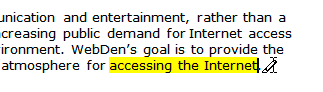 unication and entertainment, rather than a
creasing public demand for Internet access
ironment. WebDen's goal is to provide the
atmosphere for accessing the Internet